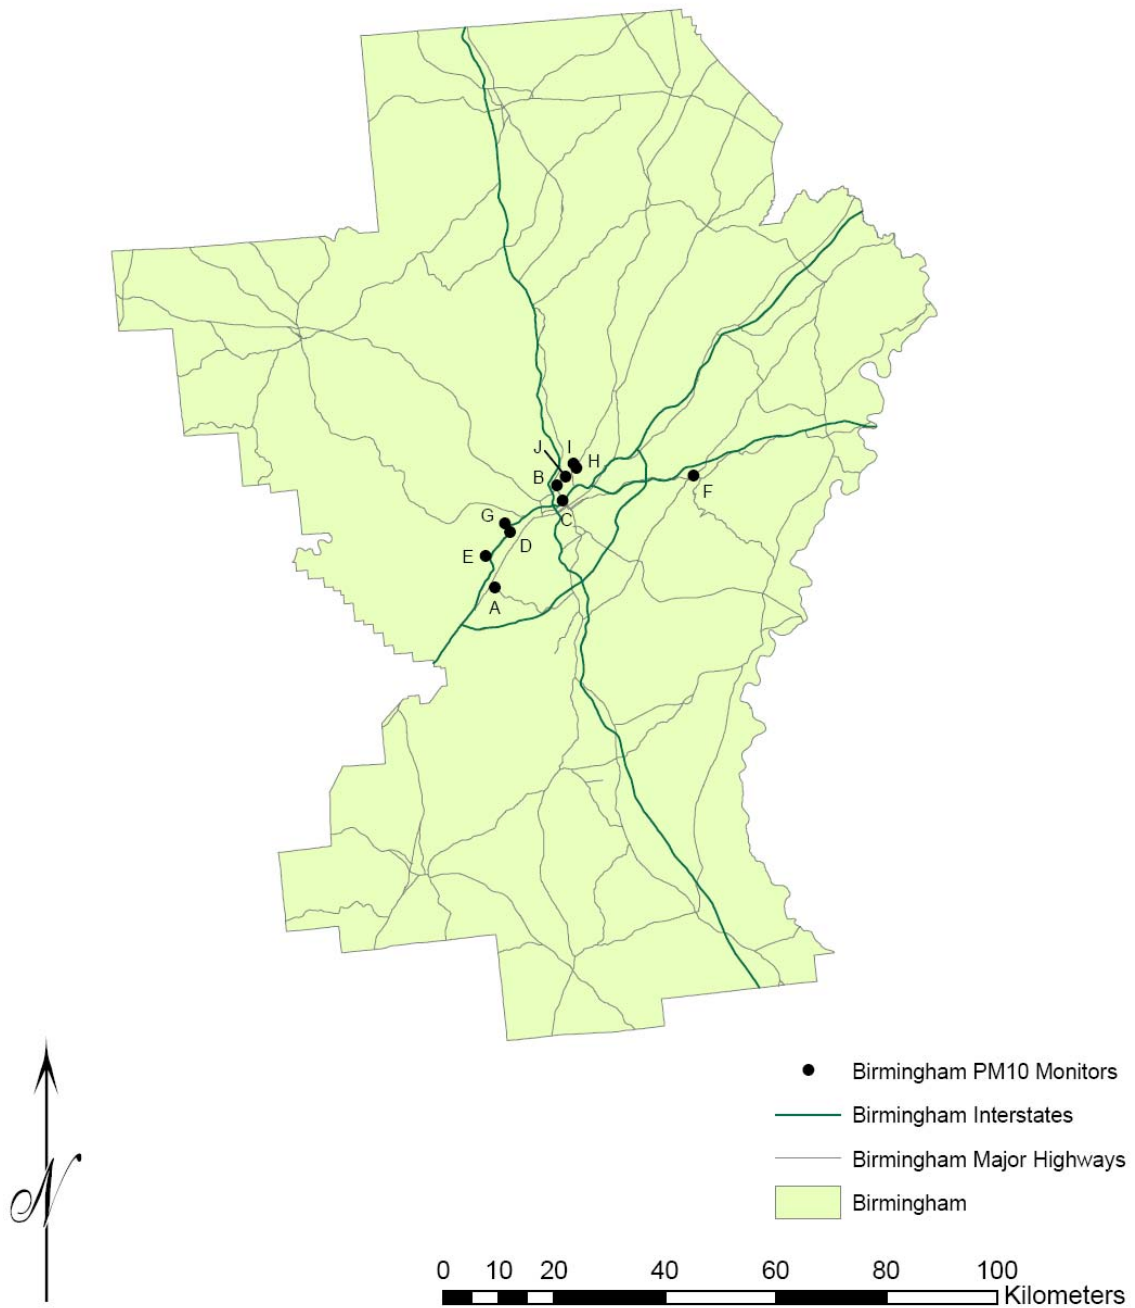 J I H
B
F
G C
D
E
A
Birmingham PM10 Monitors
Birmingham Interstates
Birmingham Major Highways
Birmingham
N
0 10 20 40 60 80 100
Kilometers